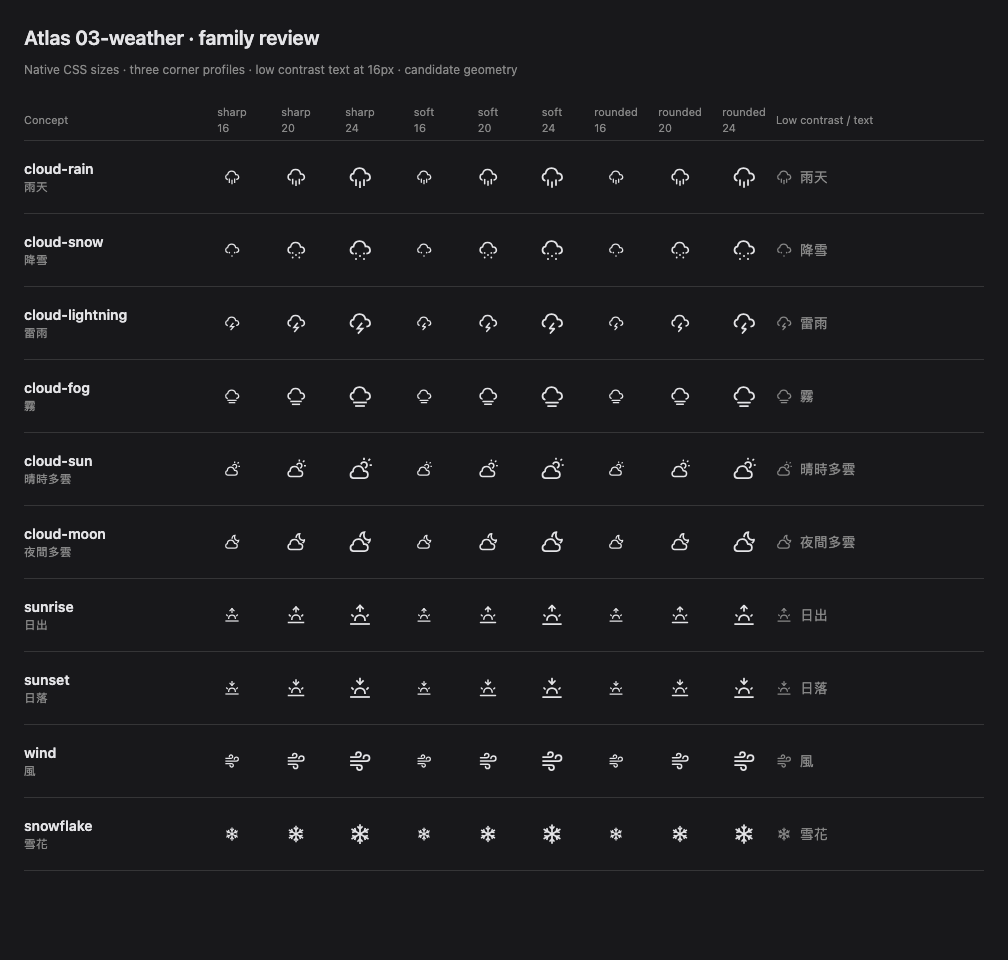 Atlas 03-weather · family review
Native CSS sizes · three corner profiles · low contrast text at 16px · candidate geometry
Concept sharp 16 sharp 20 sharp 24 soft 16 soft 20 soft 24 rounded 16 rounded 20 rounded 24 Low contrast / text
cloud-rain
雨天
雨天
cloud-snow
降雪
降雪
cloud-lightning
雷雨
雷雨
cloud-fog
霧
霧
cloud-sun
晴時多雲
晴時多雲
cloud-moon
夜間多雲
夜間多雲
sunrise
日出
日出
sunset
日落
日落
wind
風
風
snowflake
雪花
雪花